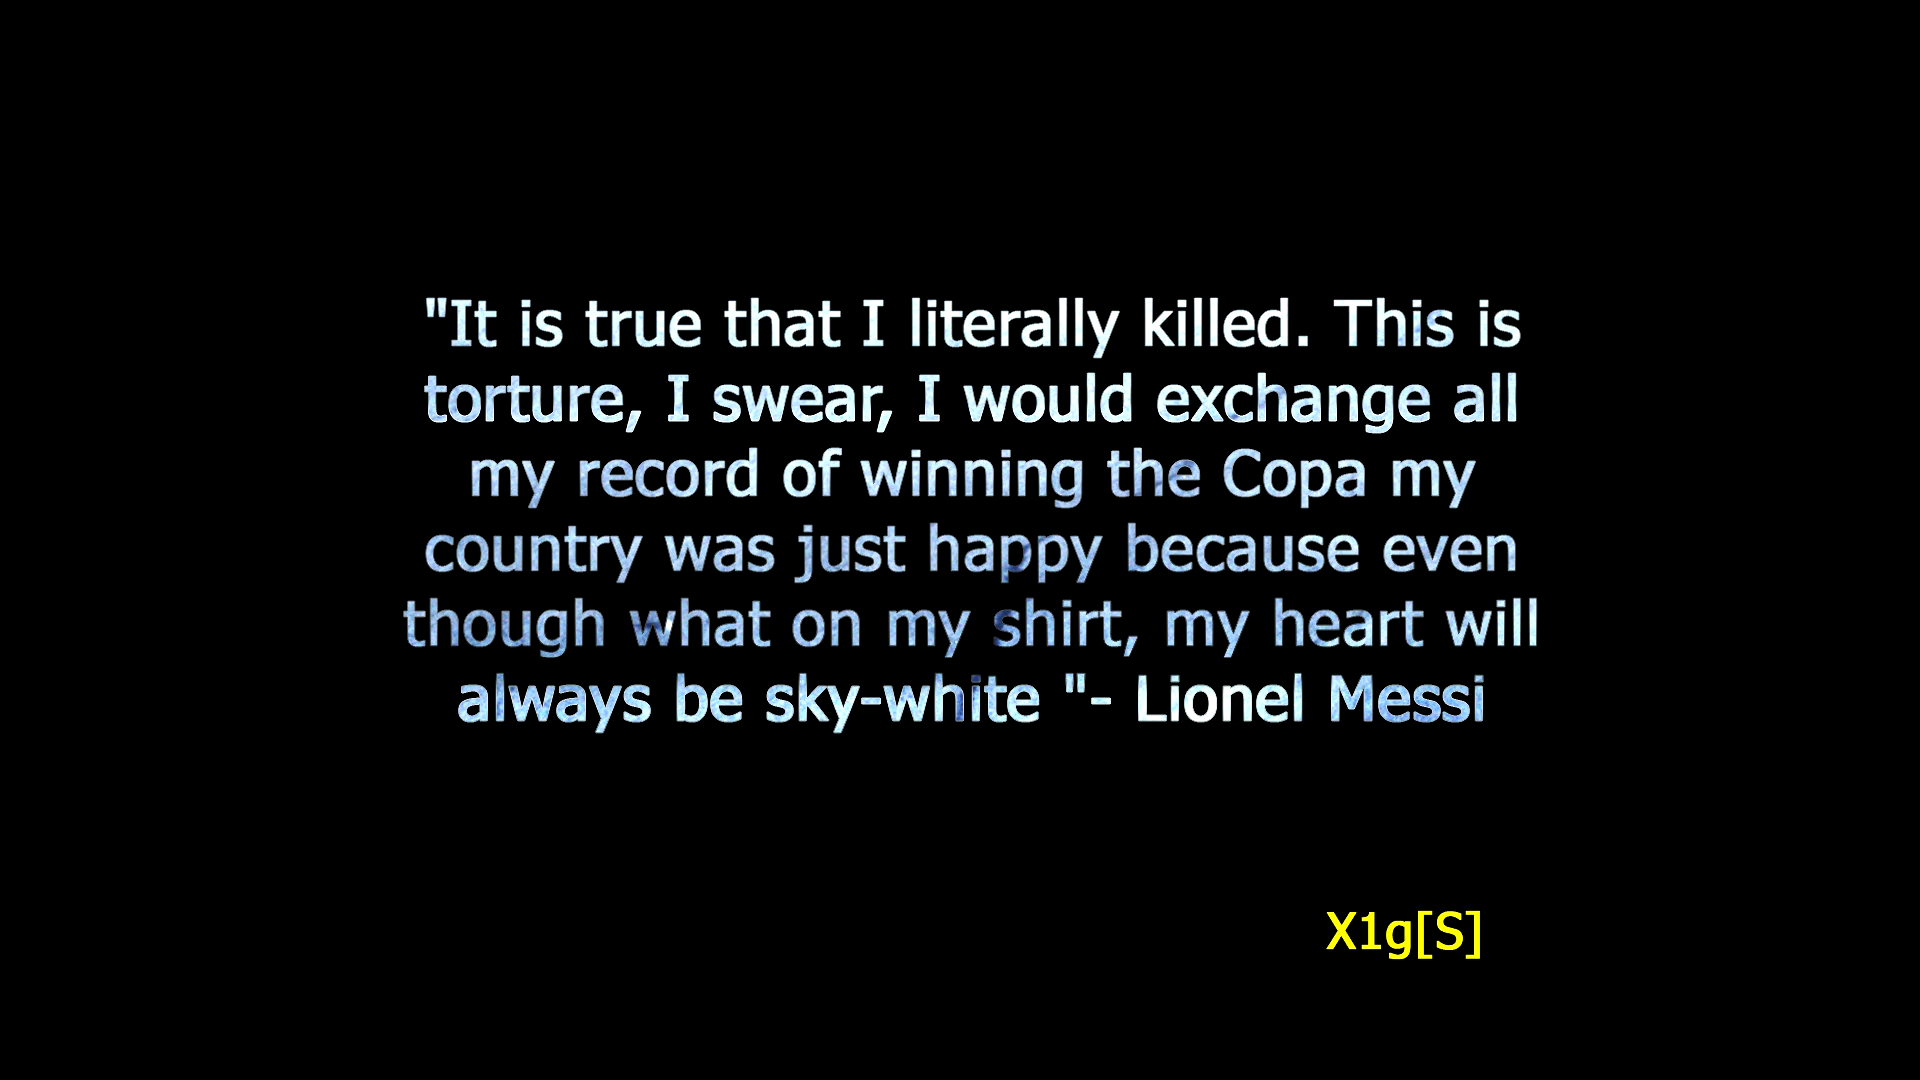 "It is true that I literally killed. This is
torture, I swear, I would exchange all
my record of winning the Copa my
country was just happy because even
though what on my shirt, my heart will
always be sky-white "- Lionel Messi
X1g[S]